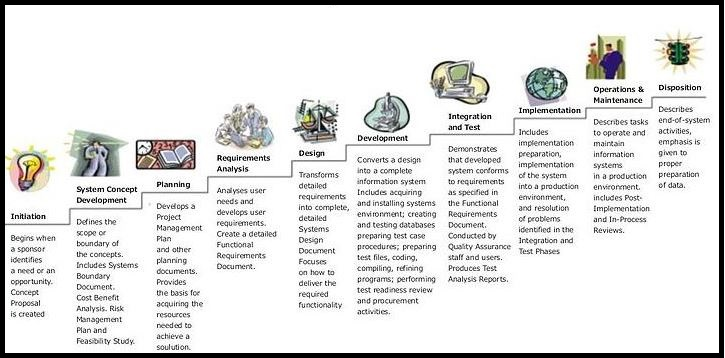 Initiation
Begins when
a sponsor
identifies
a need or an
opportunity.
Concept
Proposal
is created
System Concept
Development
Defines the
scope or
boundary of
the concepts.
Includes Systems
Boundary
Document.
Cost Benefit
Analysis. Risk
Management
Plan and
Feasibility Study.
Planning
Develops a
Project
Management
Plan
and other
planning
documents.
Provides
the basis for
acquiring the
resources
needed to
achieve a
soulution.
Requirements
Analysis
Analyses user
needs and
develops user
requirements.
Create a detailed
Functional
Requirements
Document.
Design
Transforms
detailed
requirements
into complete,
detailed
Systems
Design
Document
Focuses
on how to
deliver the
required
functionality
Development
Converts a design
into a complete
information system
Includes acquiring
and installing systems
environment; creating
and testing databases
preparing test case
procedures; preparing
test files, coding,
compiling, refining
programs; performing
test readiness review
and procurement
activities.
Integration
and Test
Demonstrates
that developed
system conforms
to requirements
as specified in
the Functional
Requirements
Document.
Conducted by
Quality Assurance
staff and users.
Produces Test
Analysis Reports.
Implementation
Includes
implementation
preparation,
implementation
of the system
into a production
environment,
and resolution
of problems
identified in the
Integration and
Test Phases
Operations &
Maintenance
Describes tasks
to operate and
maintain
information
systems
in a production
environment.
includes Post-
Implementation
and In-Process
Reviews.
Disposition
Describes
end-of-system
activities,
emphasis is
given to
proper
preparation
of data.